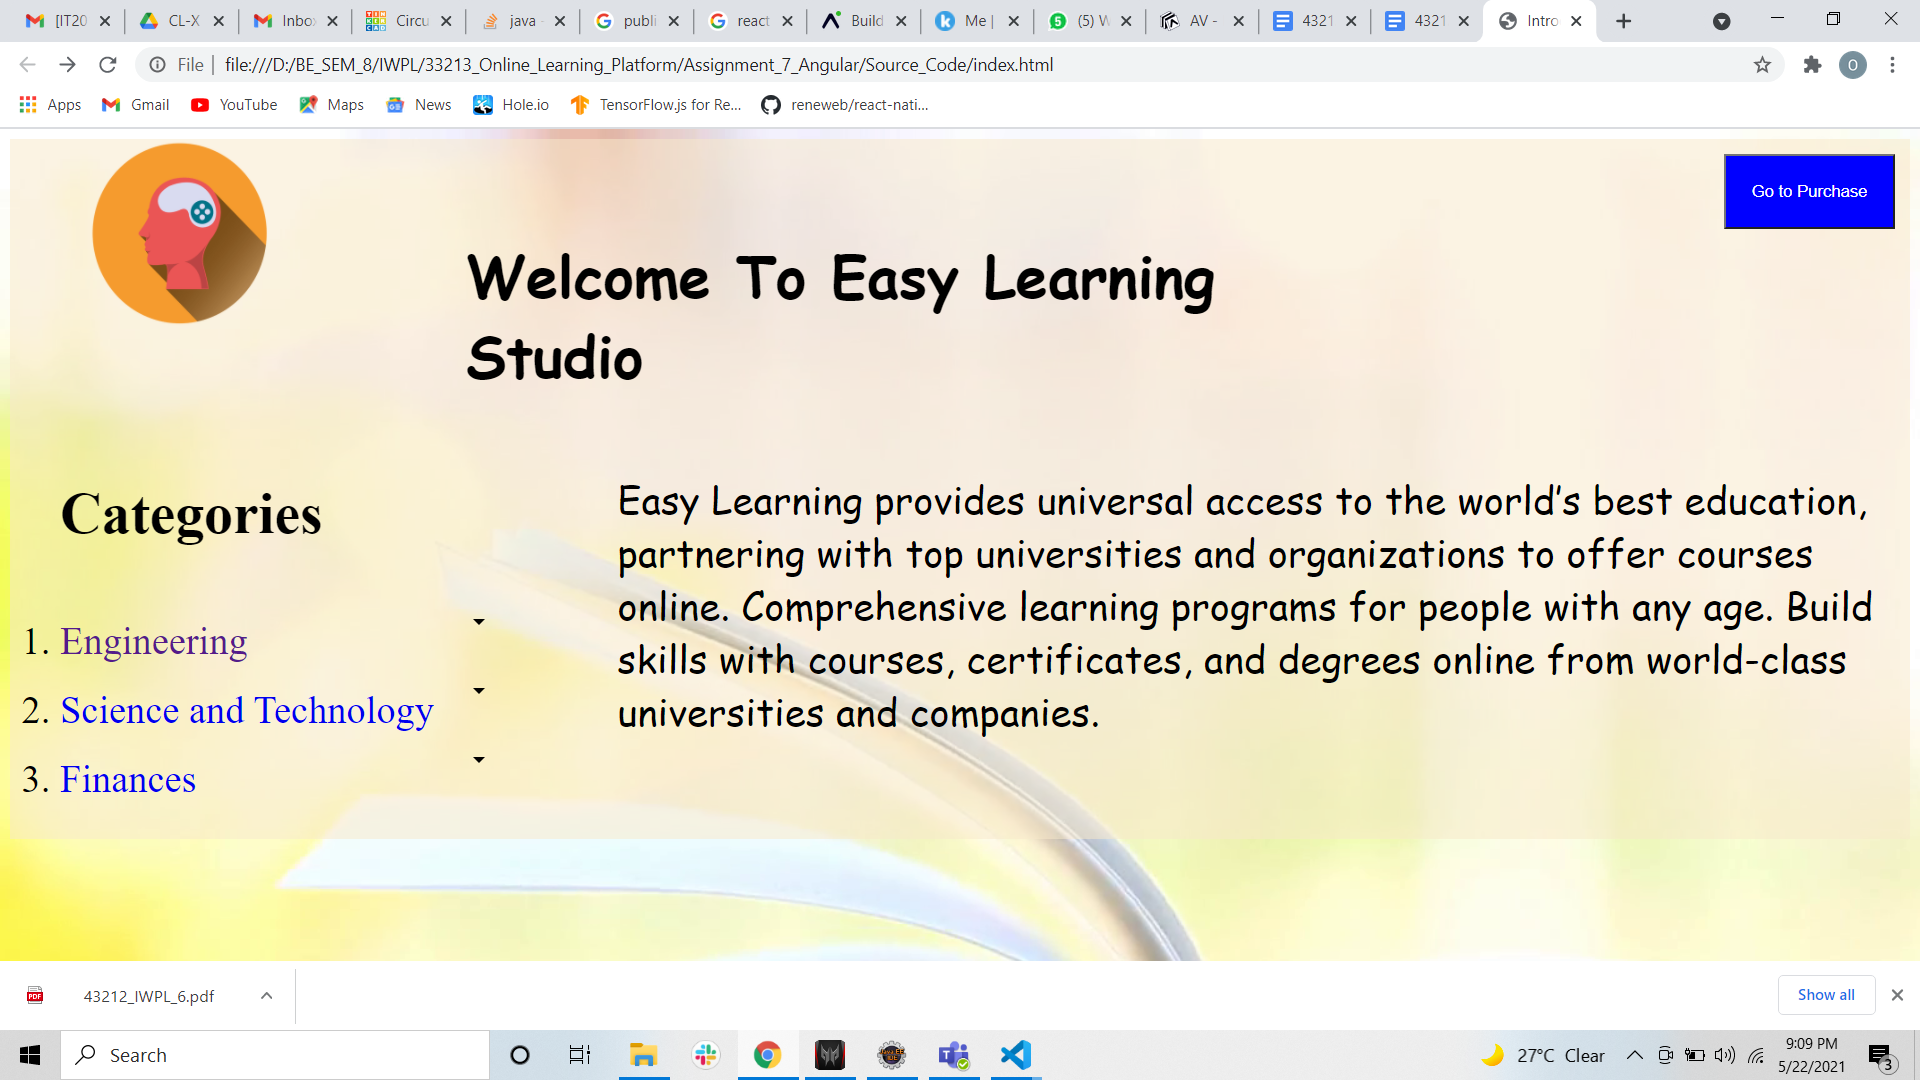 [IT20
CL-X
Inbo
Circu
java
publi
react
Build
Me |
(5) W
AV -
4321
4321
Intro
File | file:///D:/BE_SEM_8/IWPL/33213_Online_Learning_Platform/Assignment_7_Angular/Source_Code/index.html
O
Apps
Gmail
YouTube
Maps
News
Hole.io
TensorFlow.js for Re...
reneweb/react-nati...
Go to Purchase
Welcome To Easy Learning
Studio
Categories
1. Engineering
2. Science and Technology
3. Finances
Easy Learning provides universal access to the world’s best education,
partnering with top universities and organizations to offer courses
online. Comprehensive learning programs for people with any age. Build
skills with courses, certificates, and degrees online from world-class
universities and companies.
PDF
43212_IWPL_6.pdf
Show all
Search
27°C Clear
9:09 PM
5/22/2021
3